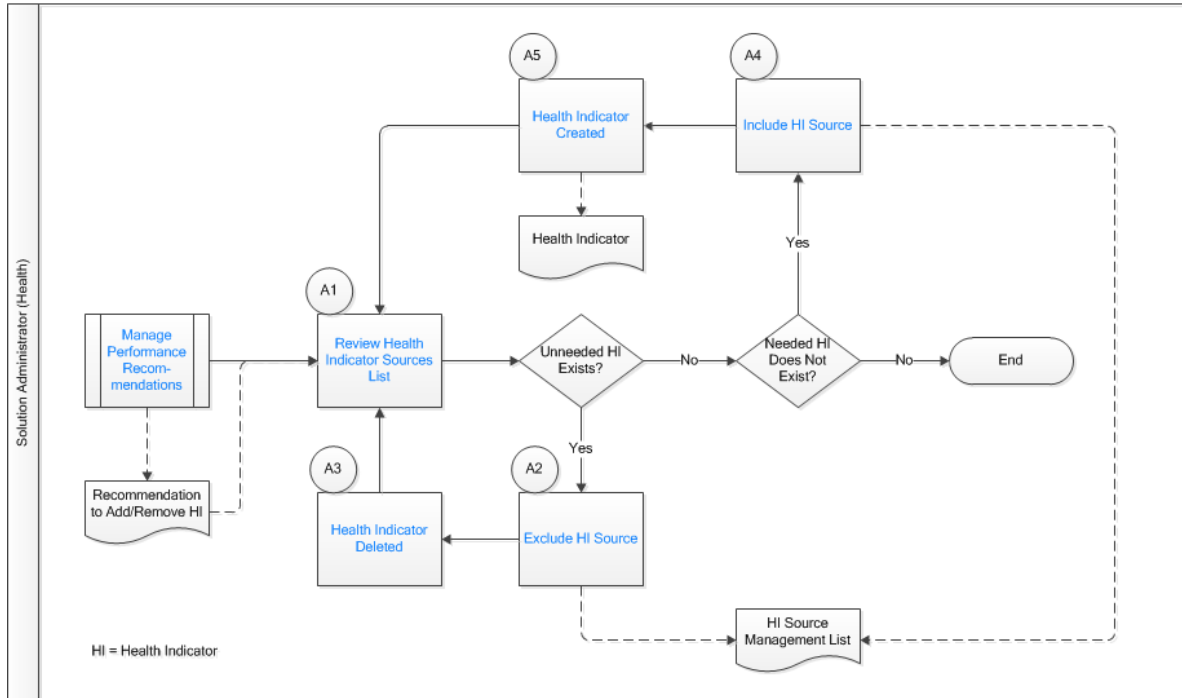 Solution Administrator (Health)
A5
A4
Health Indicator
Created
Include HI Source
Health Indicator
Yes
A1
Manage
Performance
Recom-
mendations
Review Health
Indicator Sources
List
Unneeded HI
Exists?
No
Needed HI
Does Not
Exist?
No
End
Yes
A3
A2
Recommendation
to Add/Remove HI
Health Indicator
Deleted
Exclude HI Source
HI Source
Management List
HI = Health Indicator